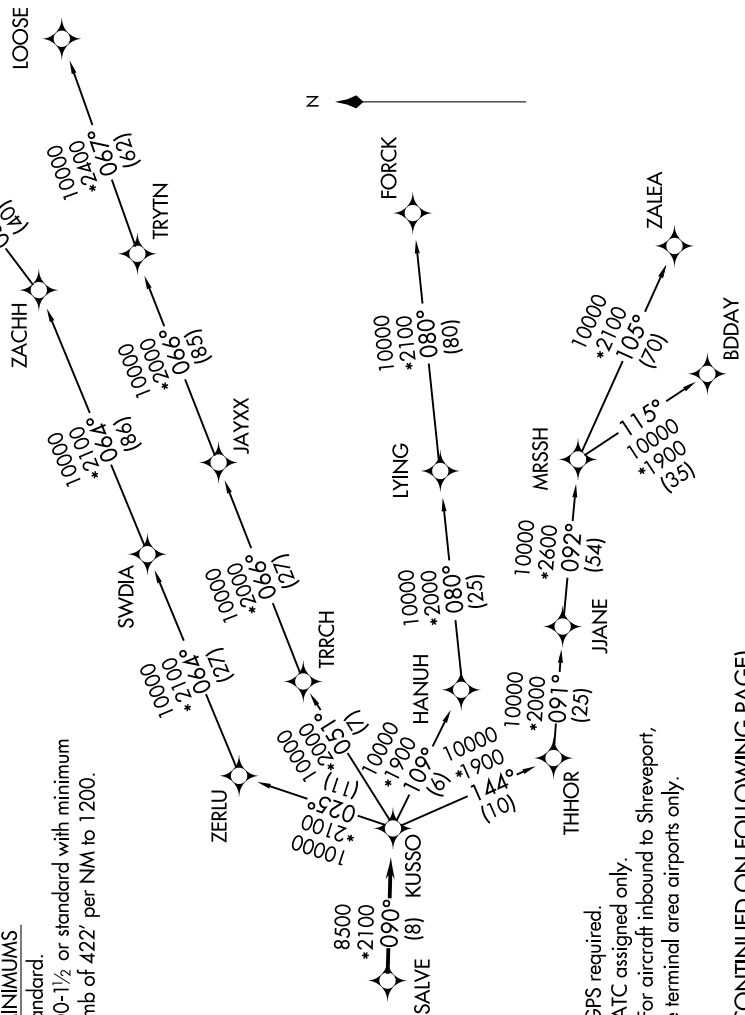 INIMUMS
andard.
00-1½ or standard with minimum
mb of 422' per NM to 1200.
LOOSE
10000
*2400
067°
(62)
TRYTN
(40)
ZACHH
10000
*2100
064°
(86)
SWDIA
10000
*2100
064°
(27)
ZERLU
10000
*2000
066°
(85)
JAYXX
10000
*2000
066°
(27)
TRRCH
10000
*2000
051°
(7)
10000
*2100
025°
(11)
N
FORCK
10000
*2100
080°
(80)
LYING
10000
*2000
080°
(25)
HANUH
10000
*1900
109°
(6)
8500
*2100
090°
(8)
SALVE
KUSSO
10000
*1900
144°
(10)
THHOR
10000
*2000
091°
(25)
JJANE
10000
*2600
092°
(54)
MRSSH
10000
*2100
105°
(70)
ZALEA
115°
10000
*1900
(35)
BDDAY
GPS required.
ATC assigned only.
For aircraft inbound to Shreveport,
e terminal area airports only.
CONTINUED ON FOLLOWING PAGE)